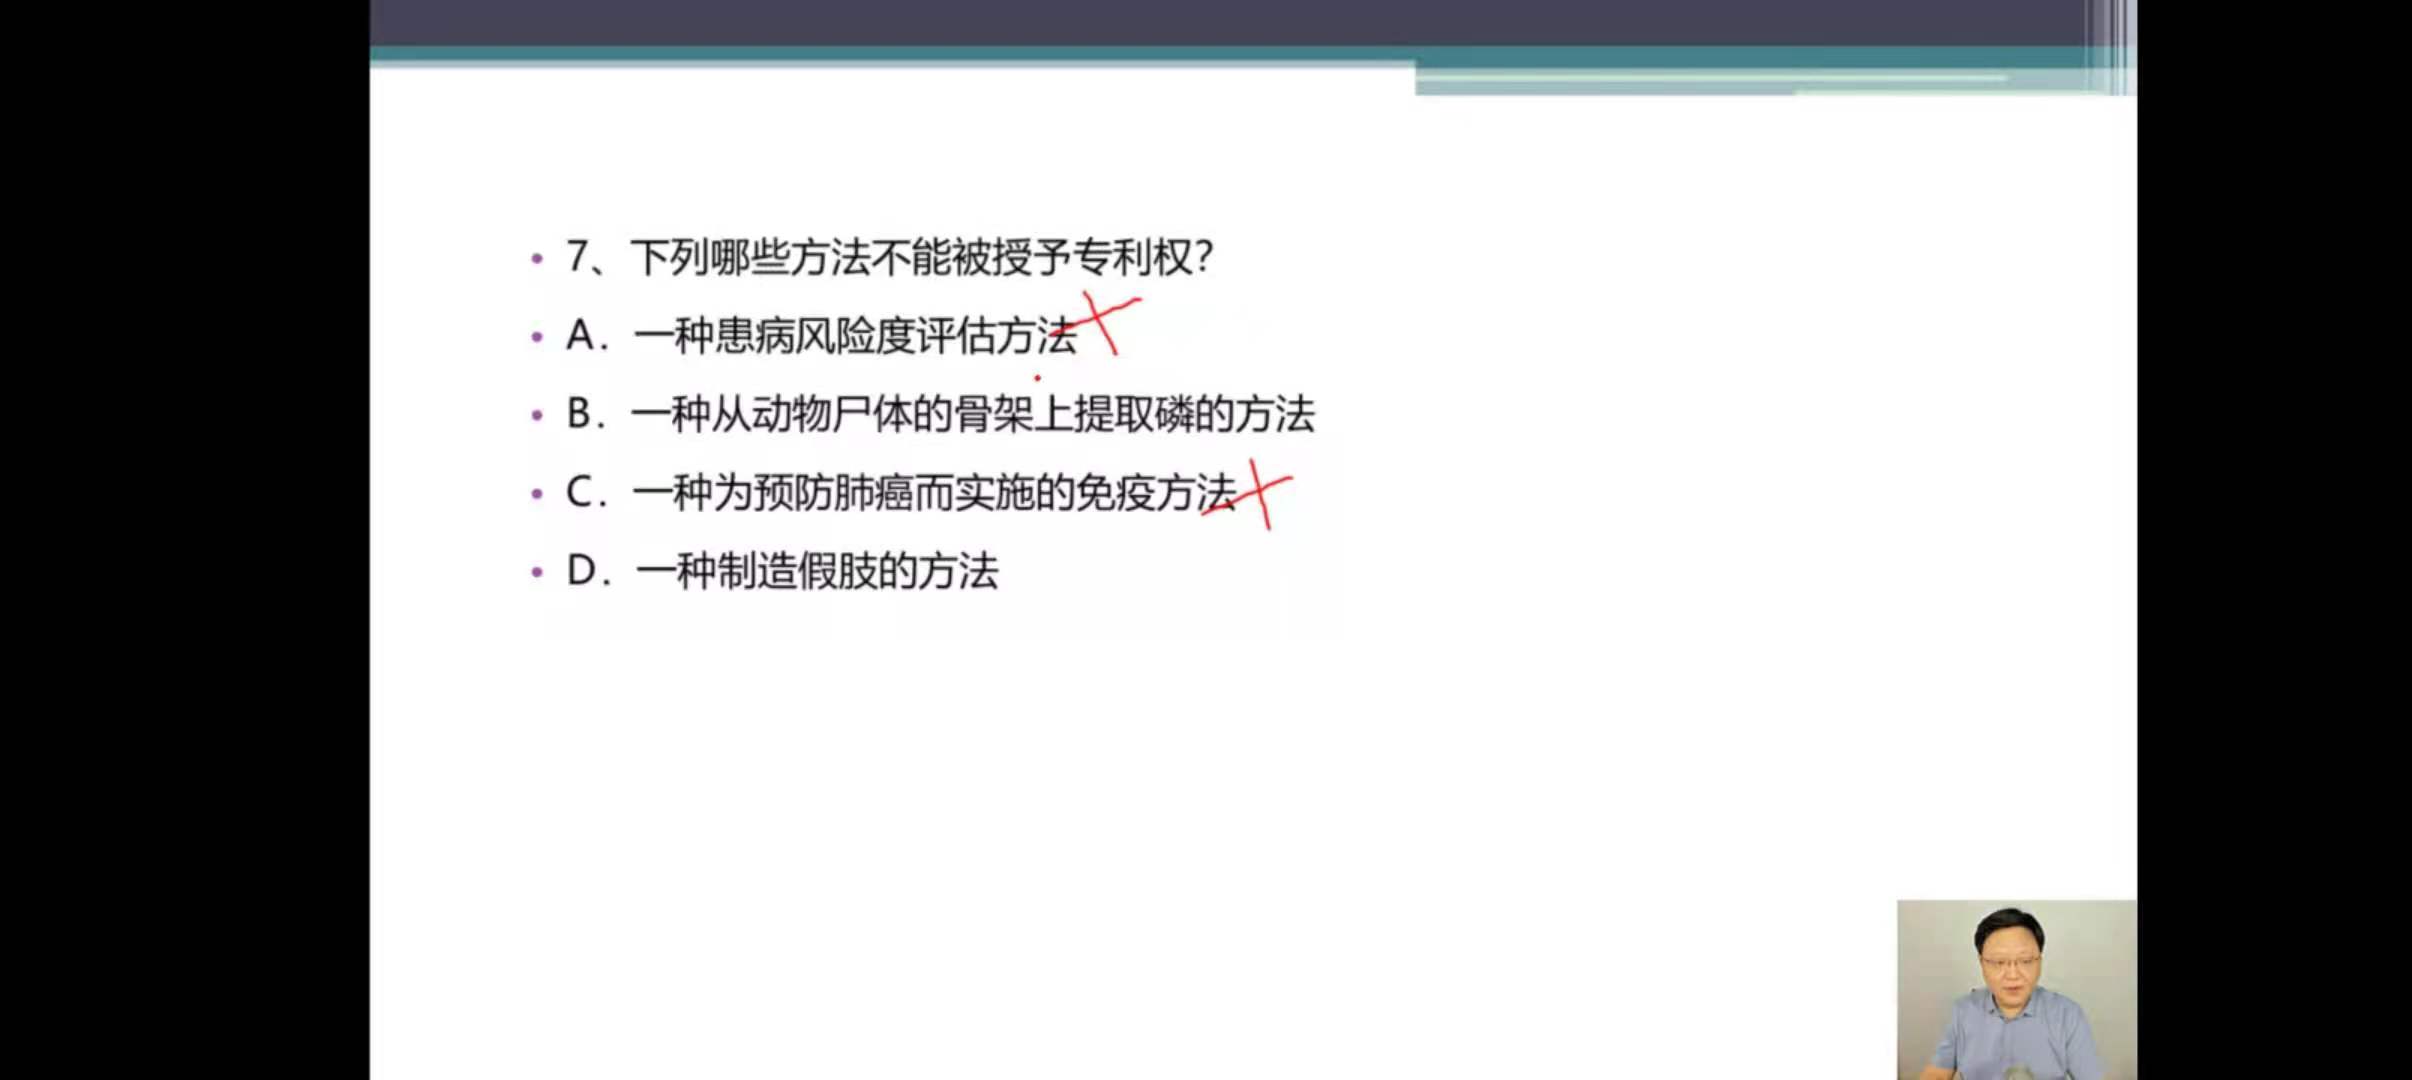 7、下列哪些方法不能被授予专利权？
A．一种患病风险度评估方法
B．一种从动物尸体的骨架上提取磷的方法
C．一种为预防肺癌而实施的免疫方法
D．一种制造假肢的方法